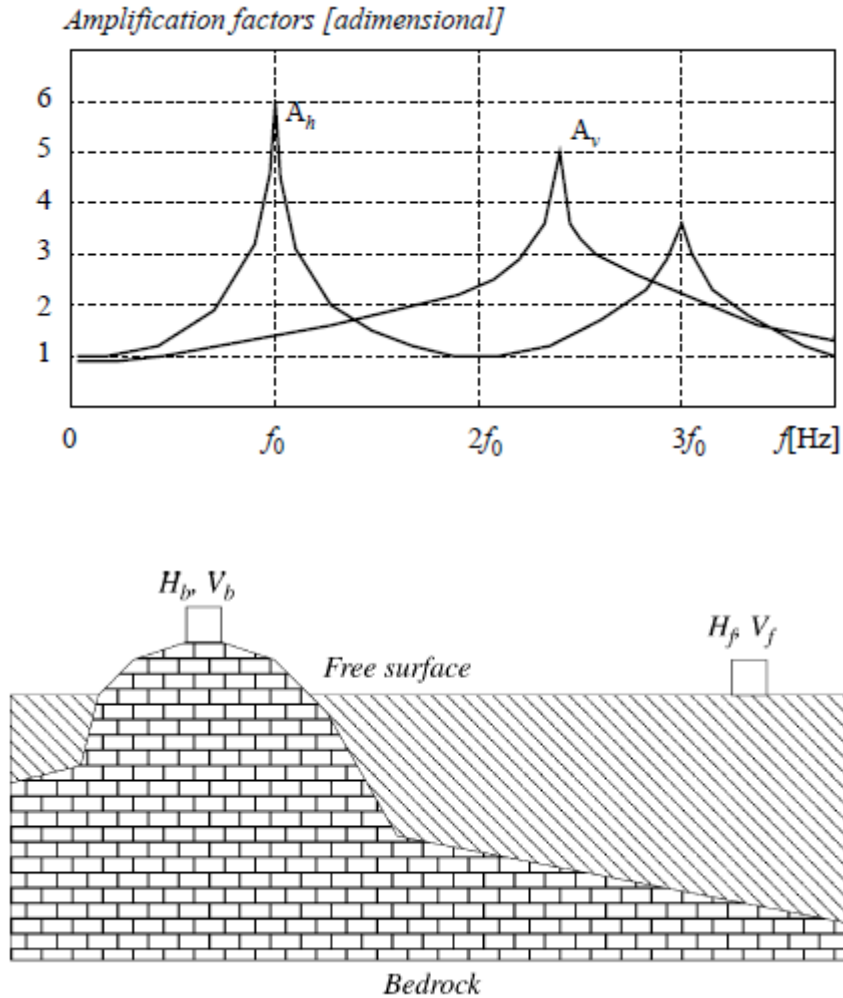 Amplification factors [adimensional]
6
A_h
5
A_v
4
3
2
1
0 f_0 2f_0 3f_0 f[Hz]
H_b, V_b
H_f, V_f
Free surface
Bedrock